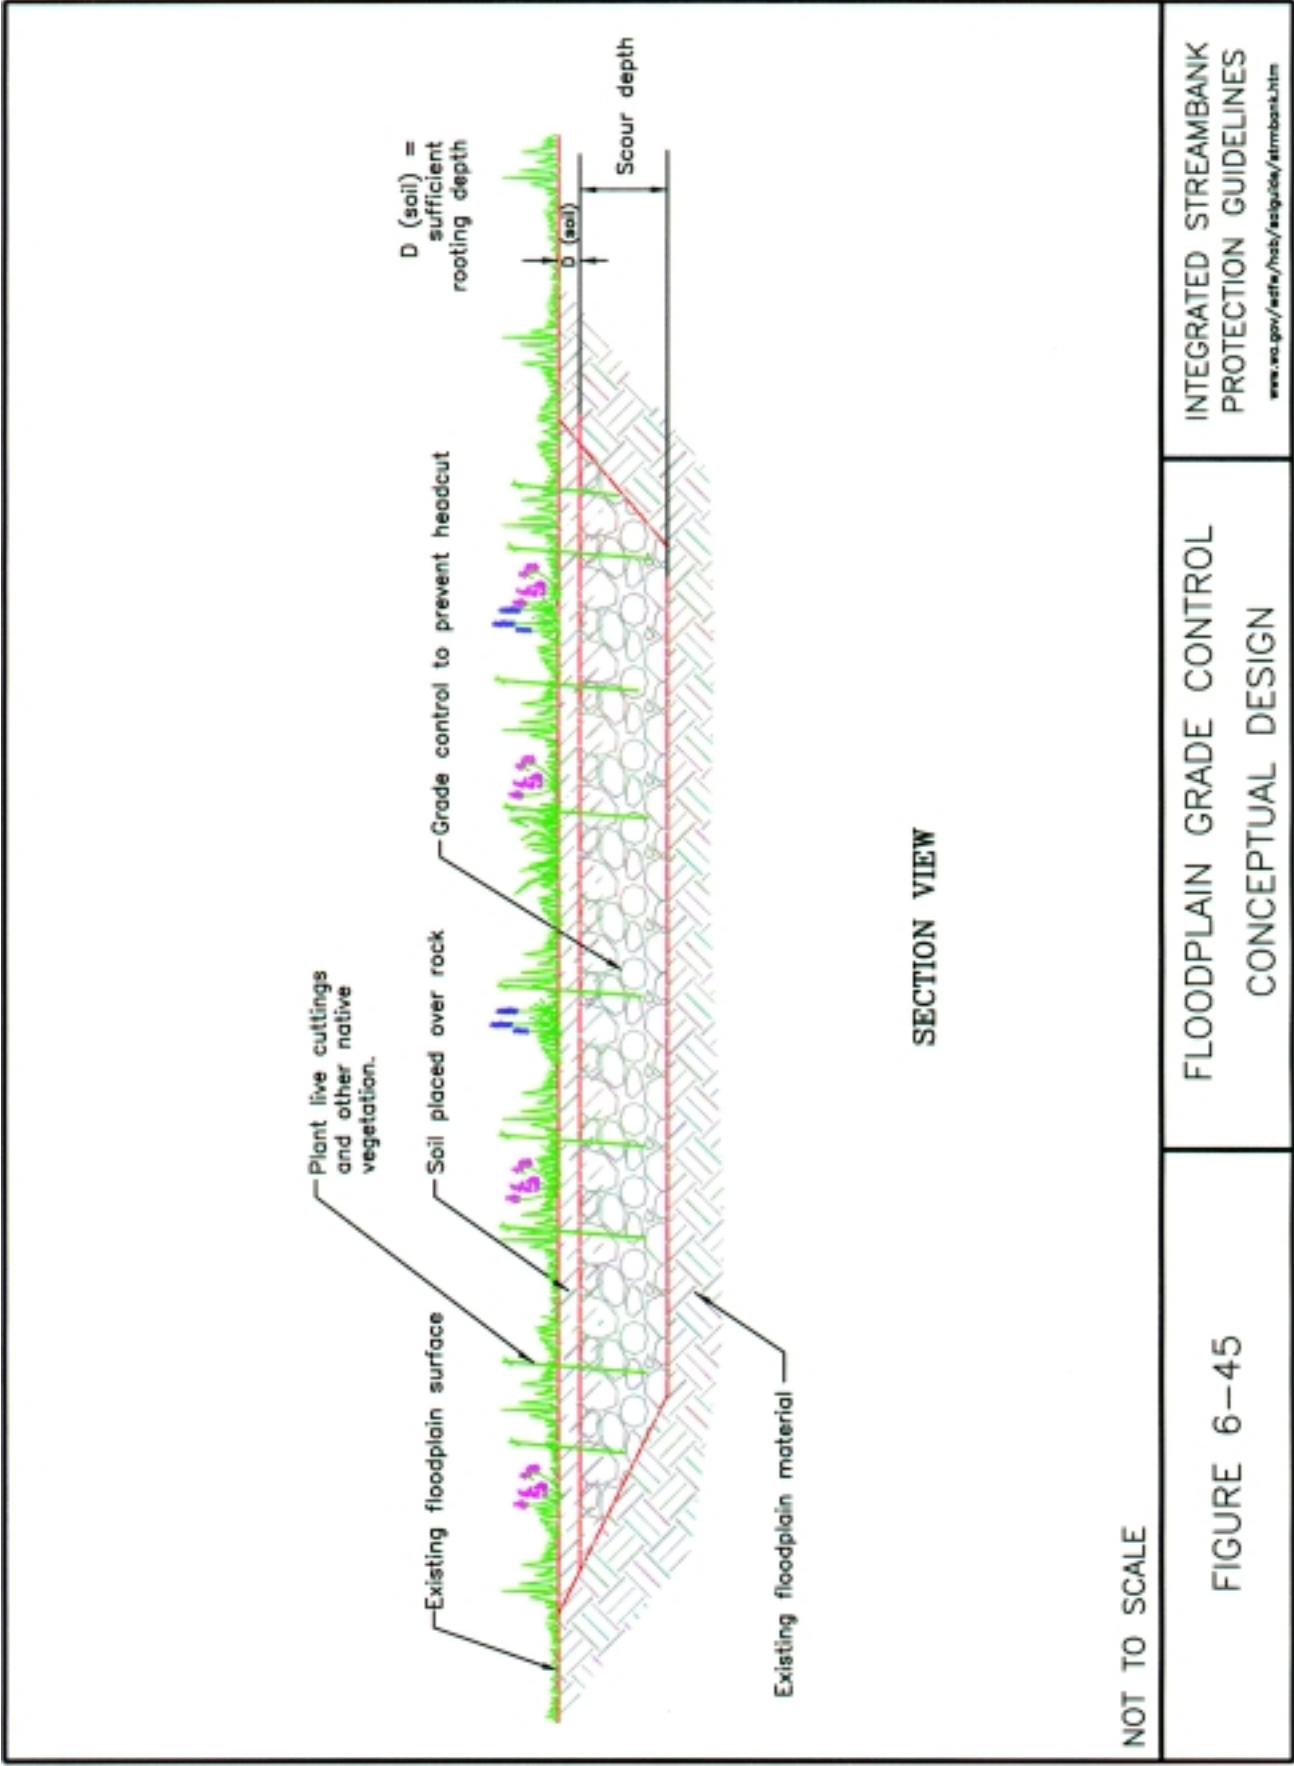 Plant live cuttings
and other native
vegetation.
Existing floodplain surface
Soil placed over rock
Grade control to prevent headcut
D (soil) =
sufficient
rooting depth
D (soil)
Scour depth
Existing floodplain material
SECTION VIEW
NOT TO SCALE
FIGURE 6-45
FLOODPLAIN GRADE CONTROL
CONCEPTUAL DESIGN
INTEGRATED STREAMBANK
PROTECTION GUIDELINES